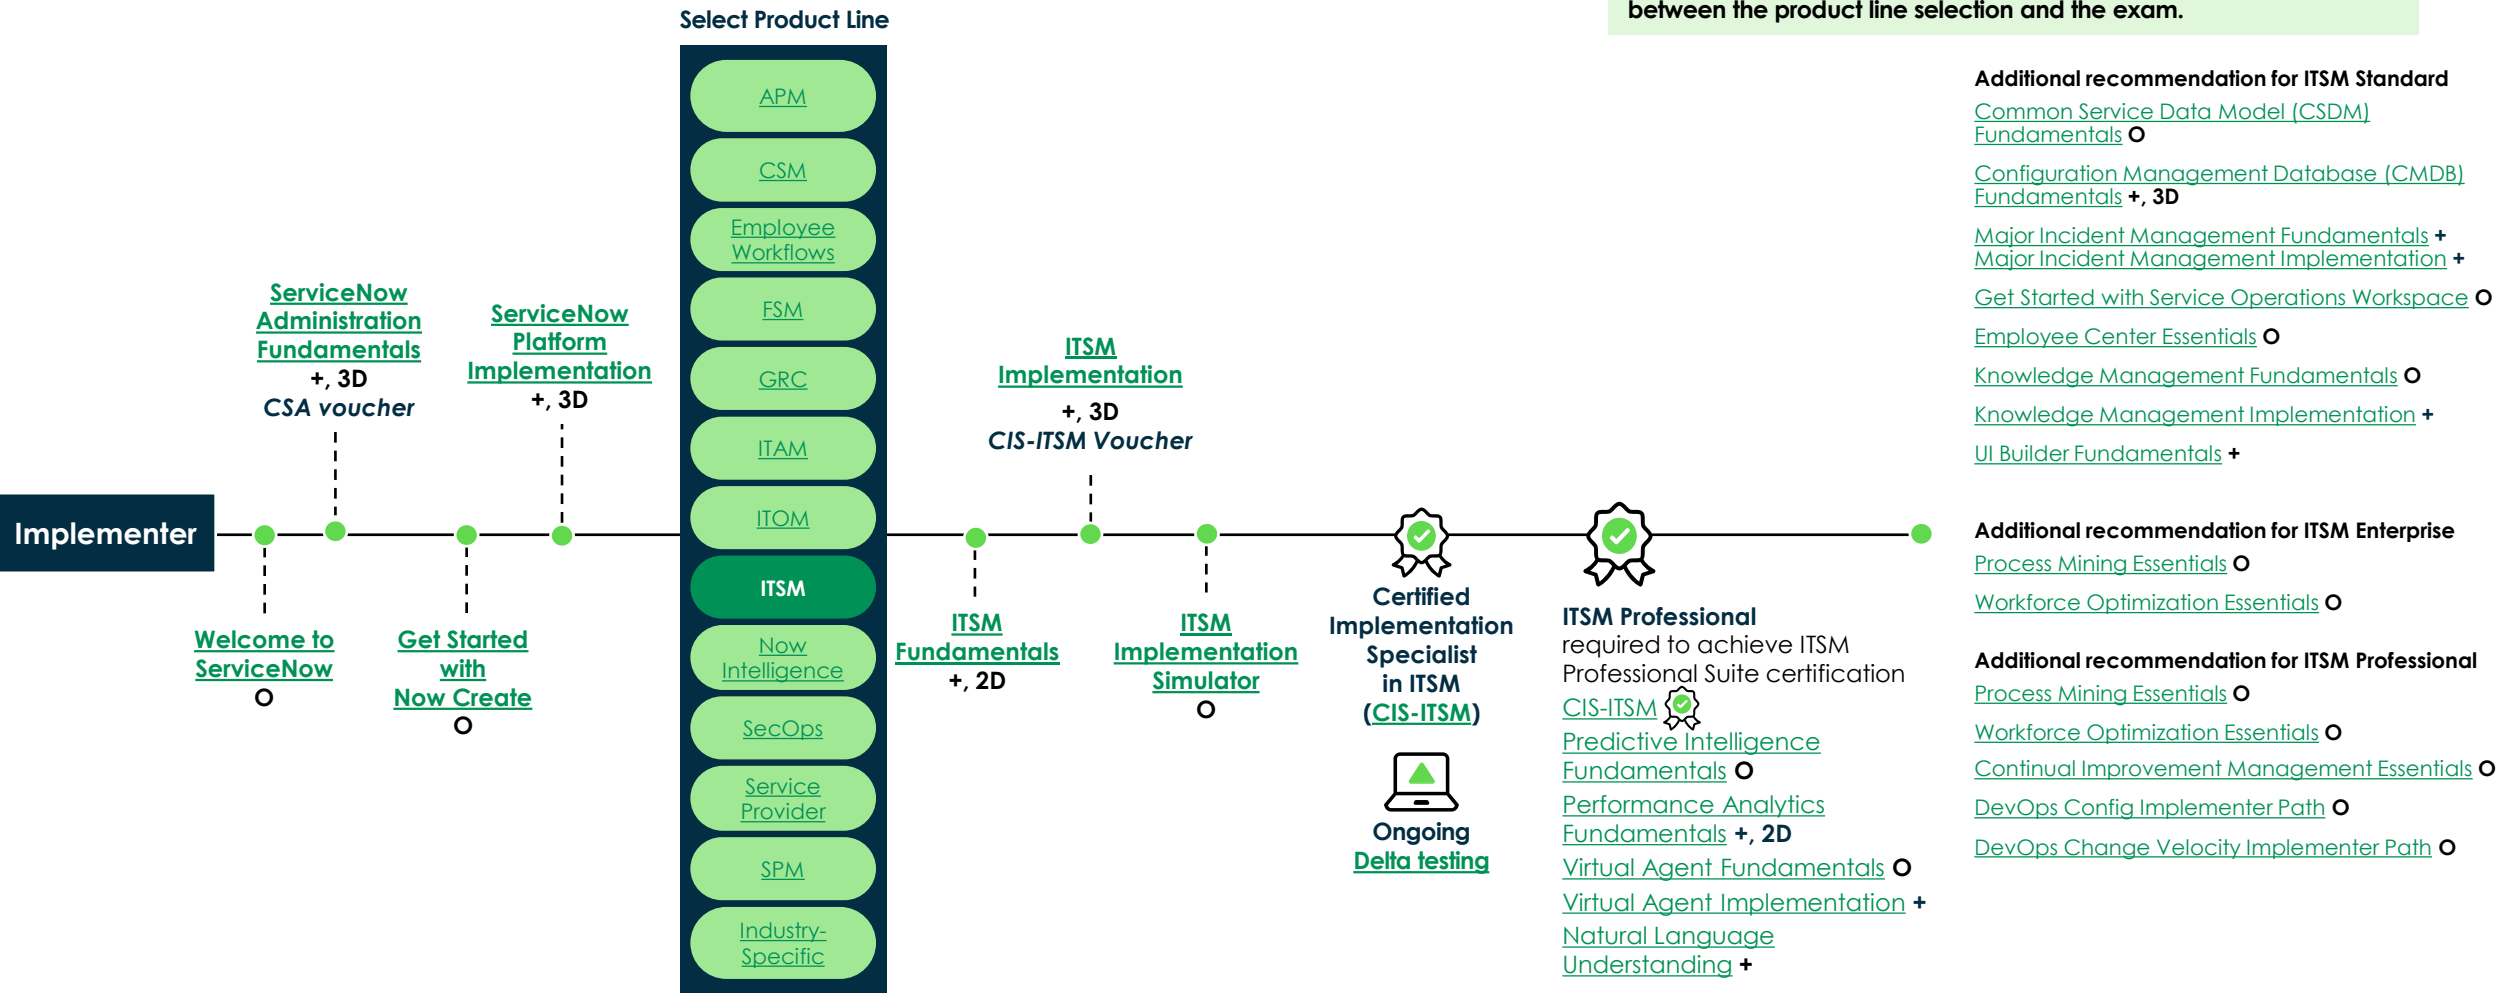 between the product line selection and the exam.
Select Product Line
APM
CSM
Employee
Workflows
FSM
GRC
ITAM
ITOM
ITSM
Now
Intelligence
SecOps
Service
Provider
SPM
Industry-
Specific
Implementer
Welcome to
ServiceNow
O
ServiceNow
Administration
Fundamentals
+, 3D
CSA voucher
Get Started
with
Now Create
O
ServiceNow
Platform
Implementation
+, 3D
ITSM
Fundamentals
+, 2D
ITSM
Implementation
+, 3D
CIS-ITSM Voucher
ITSM
Implementation
Simulator
O
Certified
Implementation
Specialist
in ITSM
(CIS-ITSM)
Ongoing
Delta testing
ITSM Professional
required to achieve ITSM
Professional Suite certification
CIS-ITSM
Predictive Intelligence
Fundamentals O
Performance Analytics
Fundamentals +, 2D
Virtual Agent Fundamentals O
Virtual Agent Implementation +
Natural Language
Understanding +
Additional recommendation for ITSM Standard
Common Service Data Model (CSDM)
Fundamentals O
Configuration Management Database (CMDB)
Fundamentals +, 3D
Major Incident Management Fundamentals +
Major Incident Management Implementation +
Get Started with Service Operations Workspace O
Employee Center Essentials O
Knowledge Management Fundamentals O
Knowledge Management Implementation +
UI Builder Fundamentals +
Additional recommendation for ITSM Enterprise
Process Mining Essentials O
Workforce Optimization Essentials O
Additional recommendation for ITSM Professional
Process Mining Essentials O
Workforce Optimization Essentials O
Continual Improvement Management Essentials O
DevOps Config Implementer Path O
DevOps Change Velocity Implementer Path O